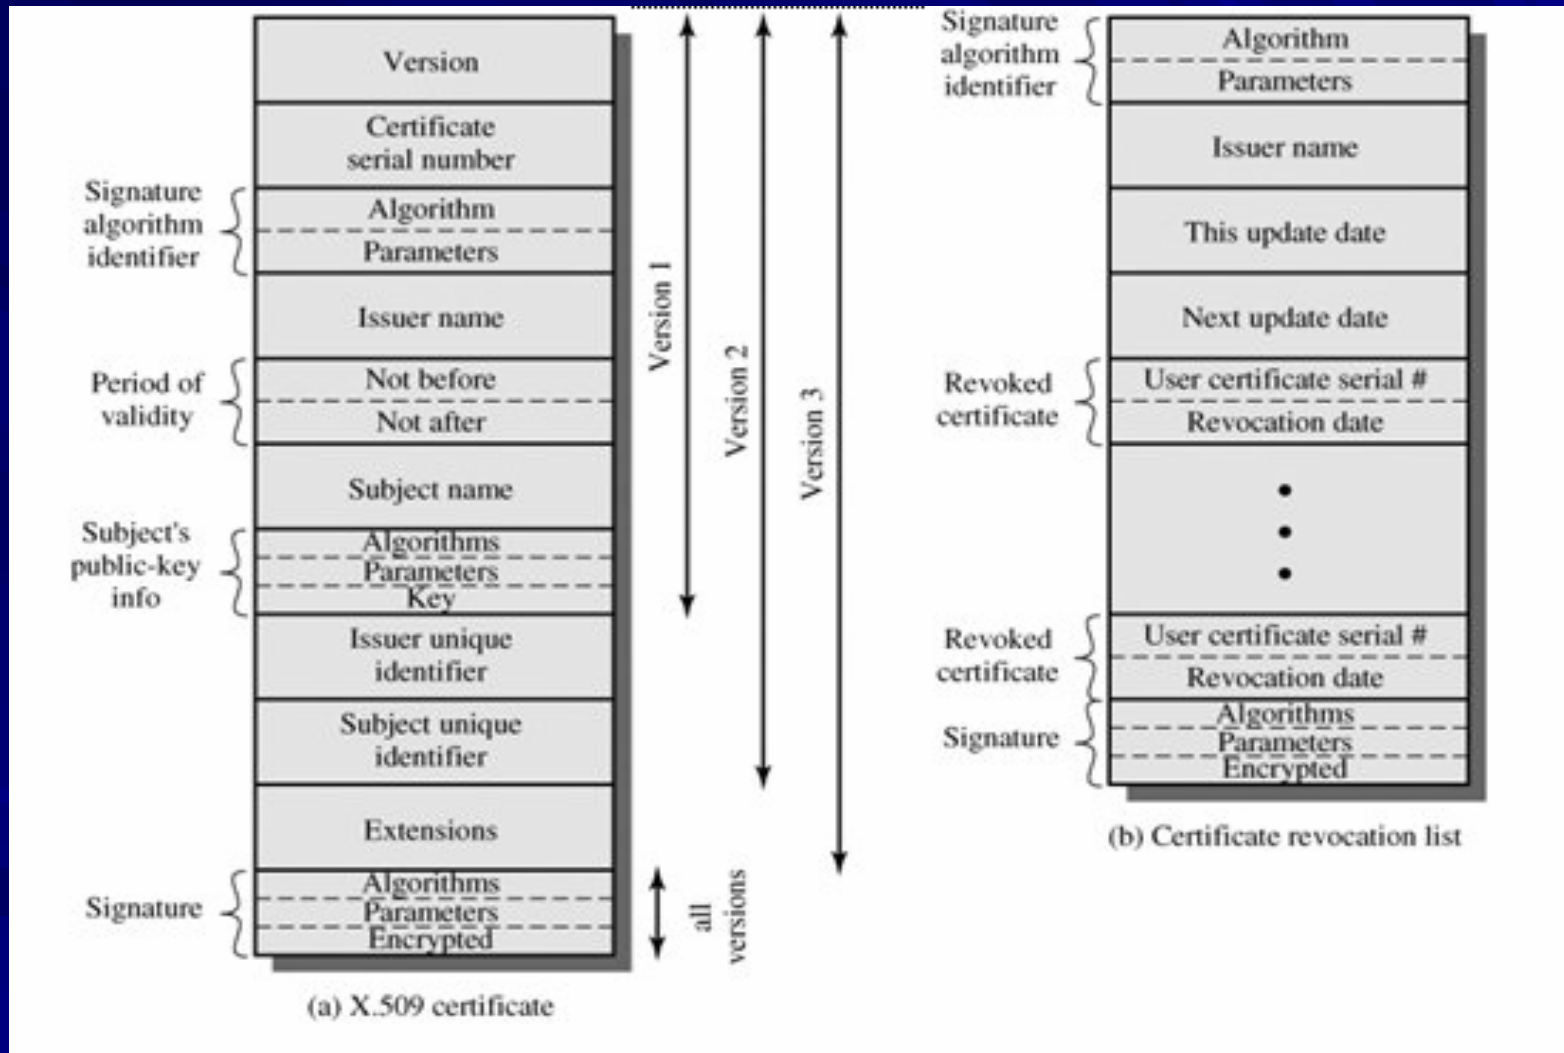 Version
Certificate
serial number
Signature
algorithm
identifier
Algorithm
Parameters
Issuer name
Period of
validity
Not before
Not after
Subject name
Subject's
public-key
info
Algorithms
Parameters
Key
Issuer unique
identifier
Subject unique
identifier
Extensions
Signature
Algorithms
Parameters
Encrypted
Version 1
Version 2
Version 3
all
versions
(a) X.509 certificate
Signature
algorithm
identifier
Algorithm
Parameters
Issuer name
This update date
Next update date
Revoked
certificate
User certificate serial #
Revocation date
Revoked
certificate
User certificate serial #
Revocation date
Signature
Algorithms
Parameters
Encrypted
(b) Certificate revocation list